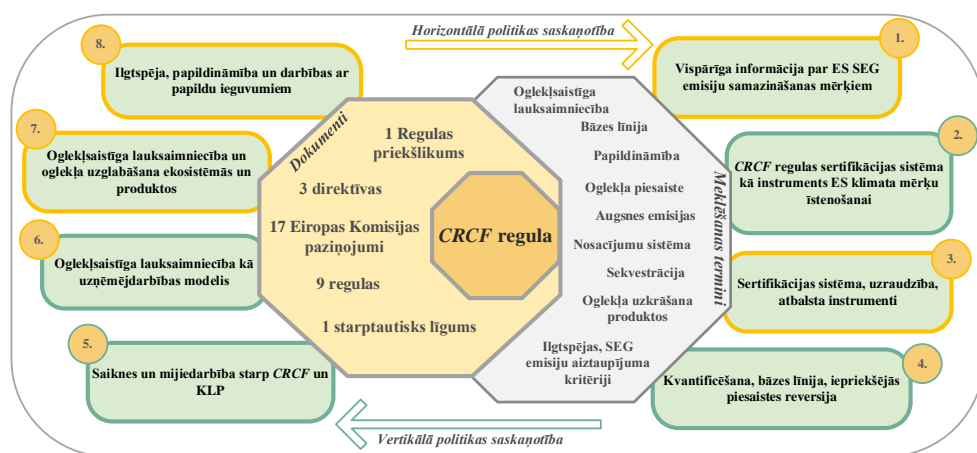 Horizontālā politikas saskaņotība
1.
Vispārīga informācija par ES SEG
emisiju samazināšanas mērķiem
2.
CRCF regulas sertifikācijas sistēma
kā instruments ES klimata mērķu
īstenošanai
3.
Sertifikācijas sistēma, uzraudzība,
atbalsta instrumenti
4.
Kvantificēšana, bāzes līnija, iepriekšējās
piesaistes reversija
Vertikālā politikas saskaņotība
5.
Saiknes un mijiedarbība starp CRCF un
KLP
6.
Oglekļsaistīga lauksaimniecība kā
uzņēmējdarbības modelis
7.
Oglekļsaistīga lauksaimniecība un
oglekļa uzglabāšana ekosistēmās un
produktos
8.
Ilgtspēja, papildināmība un darbības ar
papildu ieguvumiem
Dokumenti
1 Regulas
priekšlikums
3 direktīvas
17 Eiropas Komisijas
paziņojumi
9 regulas
1 starptautisks līgums
CRCF regula
Meklēšanas termini
Oglekļsaistīga
lauksaimniecība
Bāzes līnija
Papildināmība
Oglekļa piesaiste
Augsnes emisijas
Nosacījumu sistēma
Sekvestrācija
Oglekļa uzkrāšana
produktos
Ilgtspējas, SEG
emisiju aiztaupījuma
kritēriji